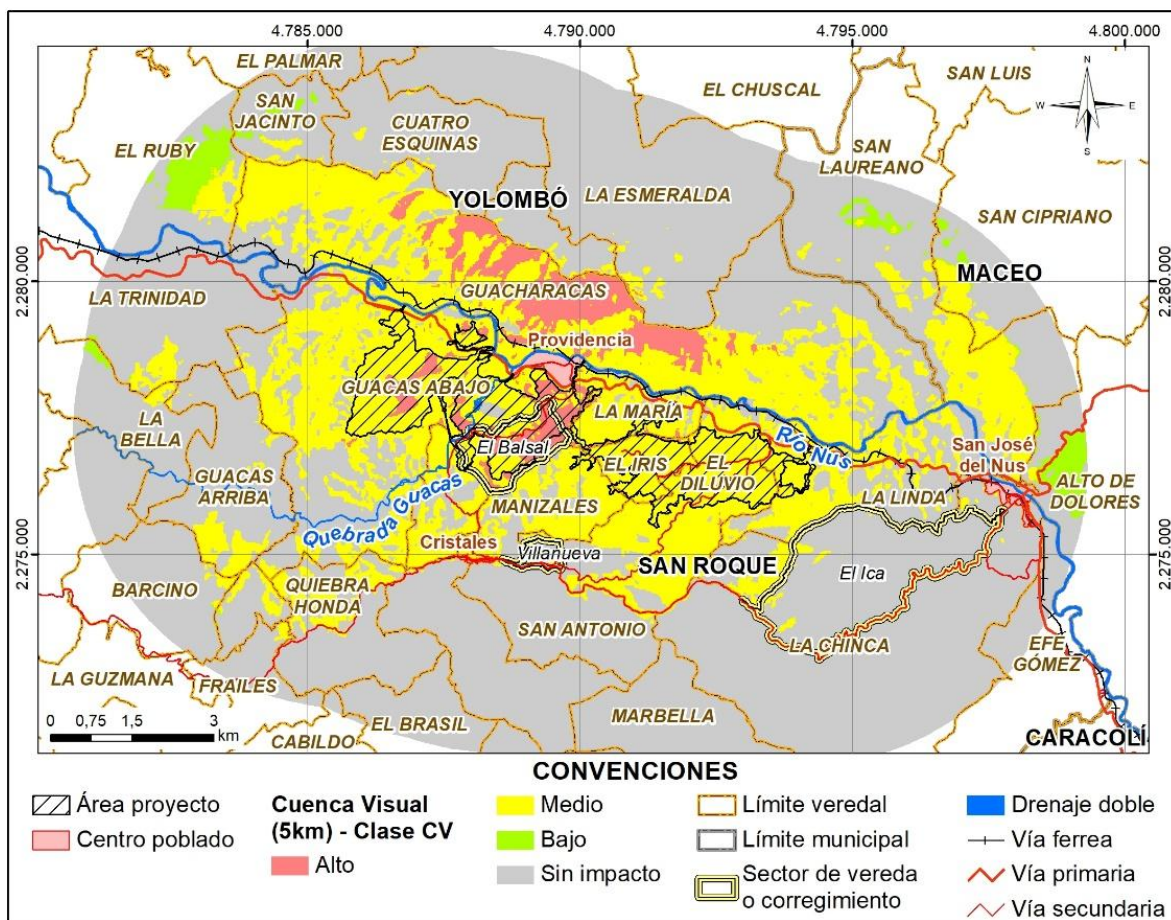 4.785.000
4.790.000
4.795.000
4.800.000
EL PALMAR
SAN
JACINTO
CUATRO
ESQUINAS
EL CHUSCAL
SAN LUIS
N
W
E
S
EL RUBY
SAN
LAUREANO
YOLOMBÓ
LA ESMERALDA
SAN CIPRIANO
MACEO
2.280.000
2.280.000
LA TRINIDAD
GUACHARACAS
Providencia
GUACAS ABAJO
LA MARÍA
Río Nus
LA
BELLA
El Balsal
EL IRIS
EL
DILUVIO
San José
del Nus
GUACAS
ARRIBA
Quebrada Guacas
MANIZALES
LA LINDA
ALTO DE
DOLORES
Cristales
Villanueva
2.275.000
2.275.000
SAN ROQUE
El Ica
BARCINO
QUIEBRA
HONDA
SAN ANTONIO
LA CHINCA
EFE
GÓMEZ
LA GUZMANA
FRAILES
MARBELLA
EL BRASIL
CABILDO
CARACOLÍ
0 0,75 1,5 3
km
CONVENCIONES
Área proyecto
Centro poblado
Cuenca Visual
(5km) - Clase CV
Alto
Medio
Bajo
Sin impacto
Límite veredal
Límite municipal
Sector de vereda
o corregimiento
Drenaje doble
Vía ferrea
Vía primaria
Vía secundaria